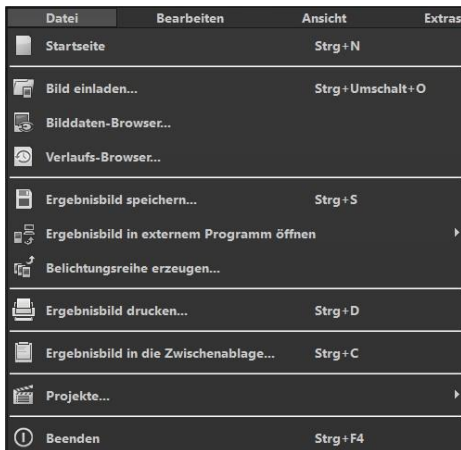 Datei Bearbeiten Ansicht Extras
Startseite Strg+N
Bild einladen... Strg+Umschalt+O
Bilddaten-Browser...
Verlaufs-Browser...
Ergebnisbild speichern... Strg+S
Ergebnisbild in externem Programm öffnen
Belichtungsreihe erzeugen...
Ergebnisbild drucken... Strg+D
Ergebnisbild in die Zwischenablage... Strg+C
Projekte...
Beenden Strg+F4